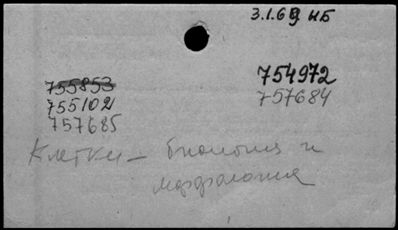 3.1.69 НБ
755853
754972
755102
757684
757685
Клетки – биология и
морфология